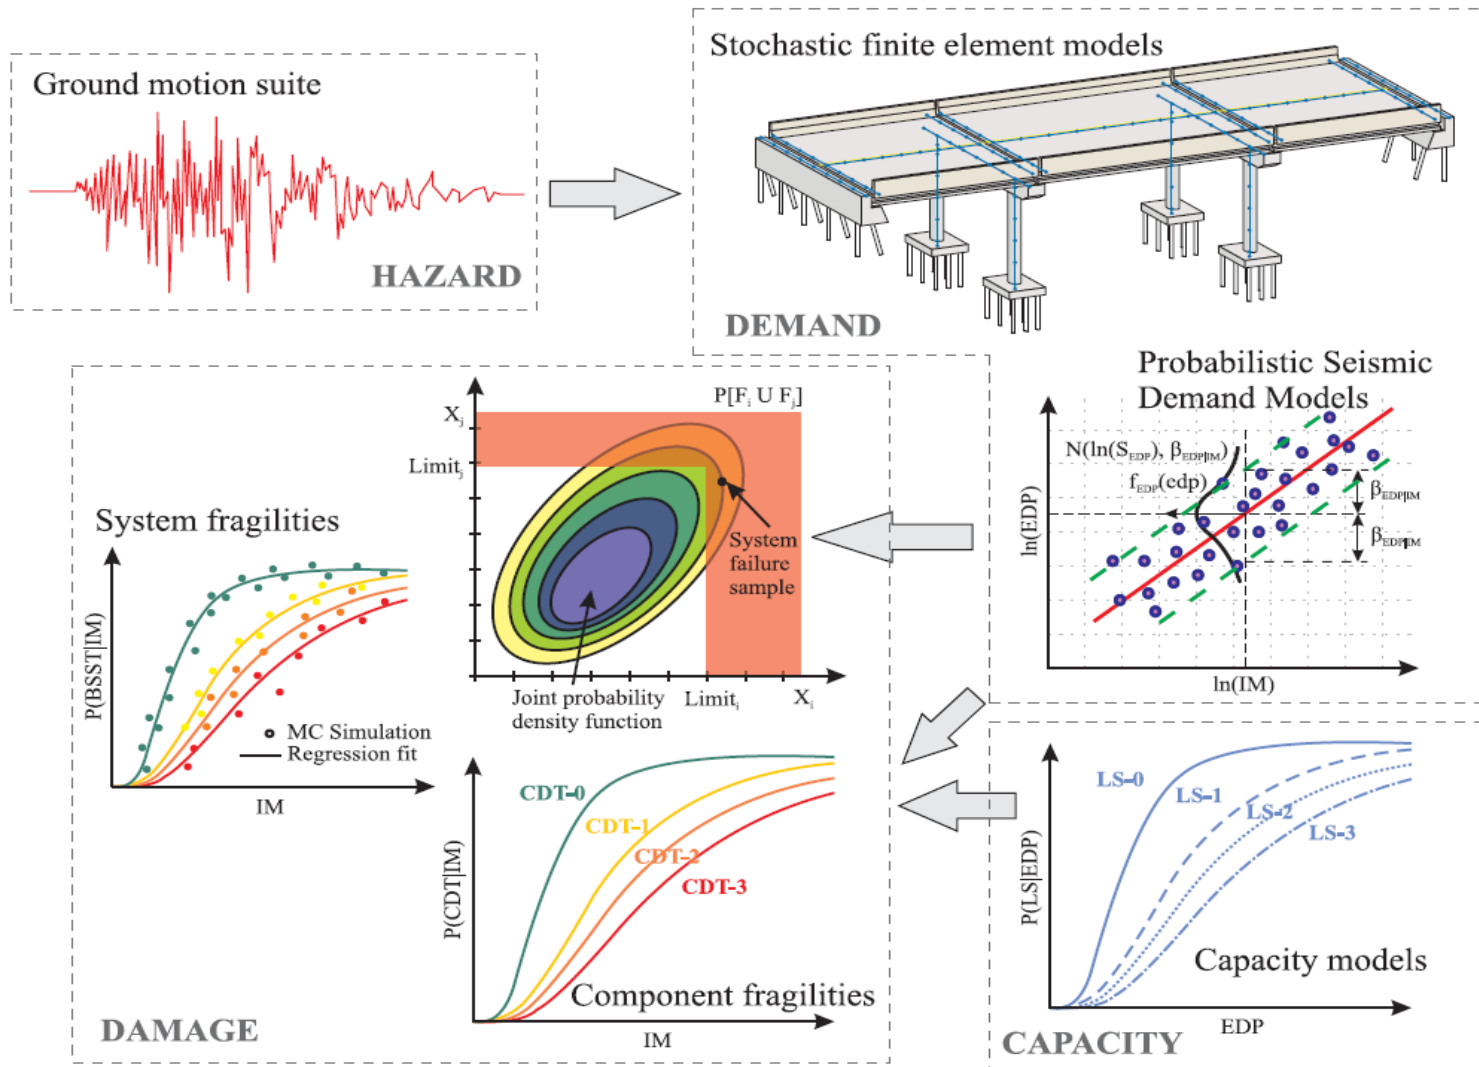 Ground motion suite
HAZARD
Stochastic finite element models
DEMAND
Probabilistic Seismic
Demand Models
N(ln(S_EDP), β_EDP|IM)
f_EDP(edp)
β_EDP|IM
β_EDP|IM
ln(EDP)
ln(IM)
P[F_i U F_j]
X_j
Limit_j
System
failure
sample
Joint probability
density function
Limit_i
X_i
System fragilities
P(BSST|IM)
MC Simulation
Regression fit
IM
CDT-0
CDT-1
CDT-2
CDT-3
P(CDT|IM)
Component fragilities
IM
DAMAGE
LS-0
LS-1
LS-2
LS-3
P(LS|EDP)
Capacity models
EDP
CAPACITY